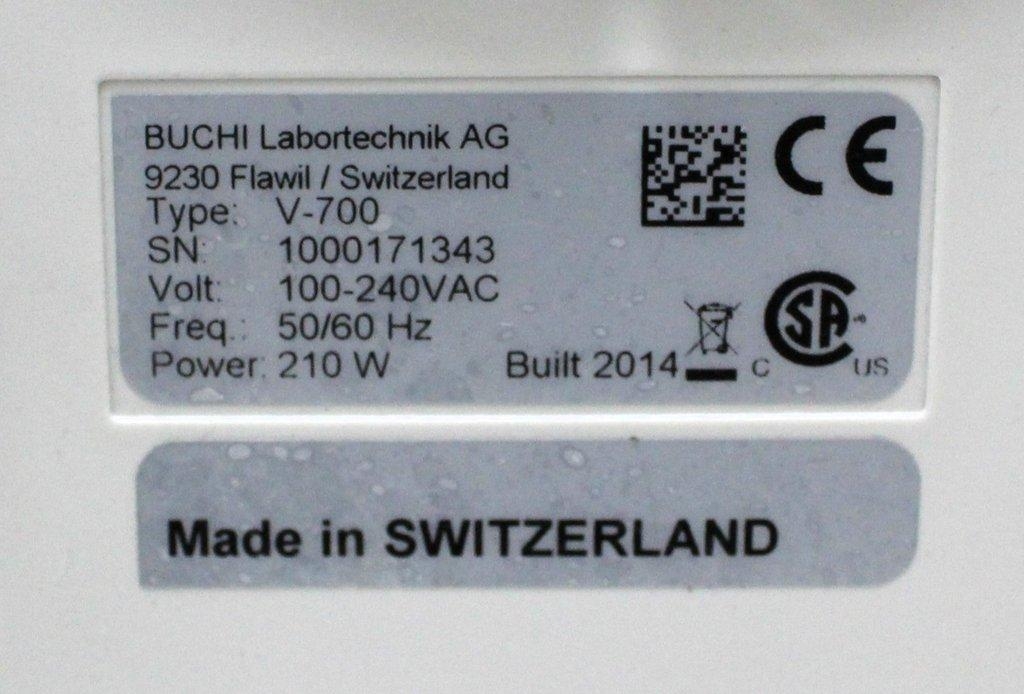 BUCHI Labortechnik AG
9230 Flawil / Switzerland
Type: V-700
SN: 1000171343
Volt: 100-240VAC
Freq.: 50/60 Hz
Power: 210 W
Built 2014
CE
CSA
C US
Made in SWITZERLAND